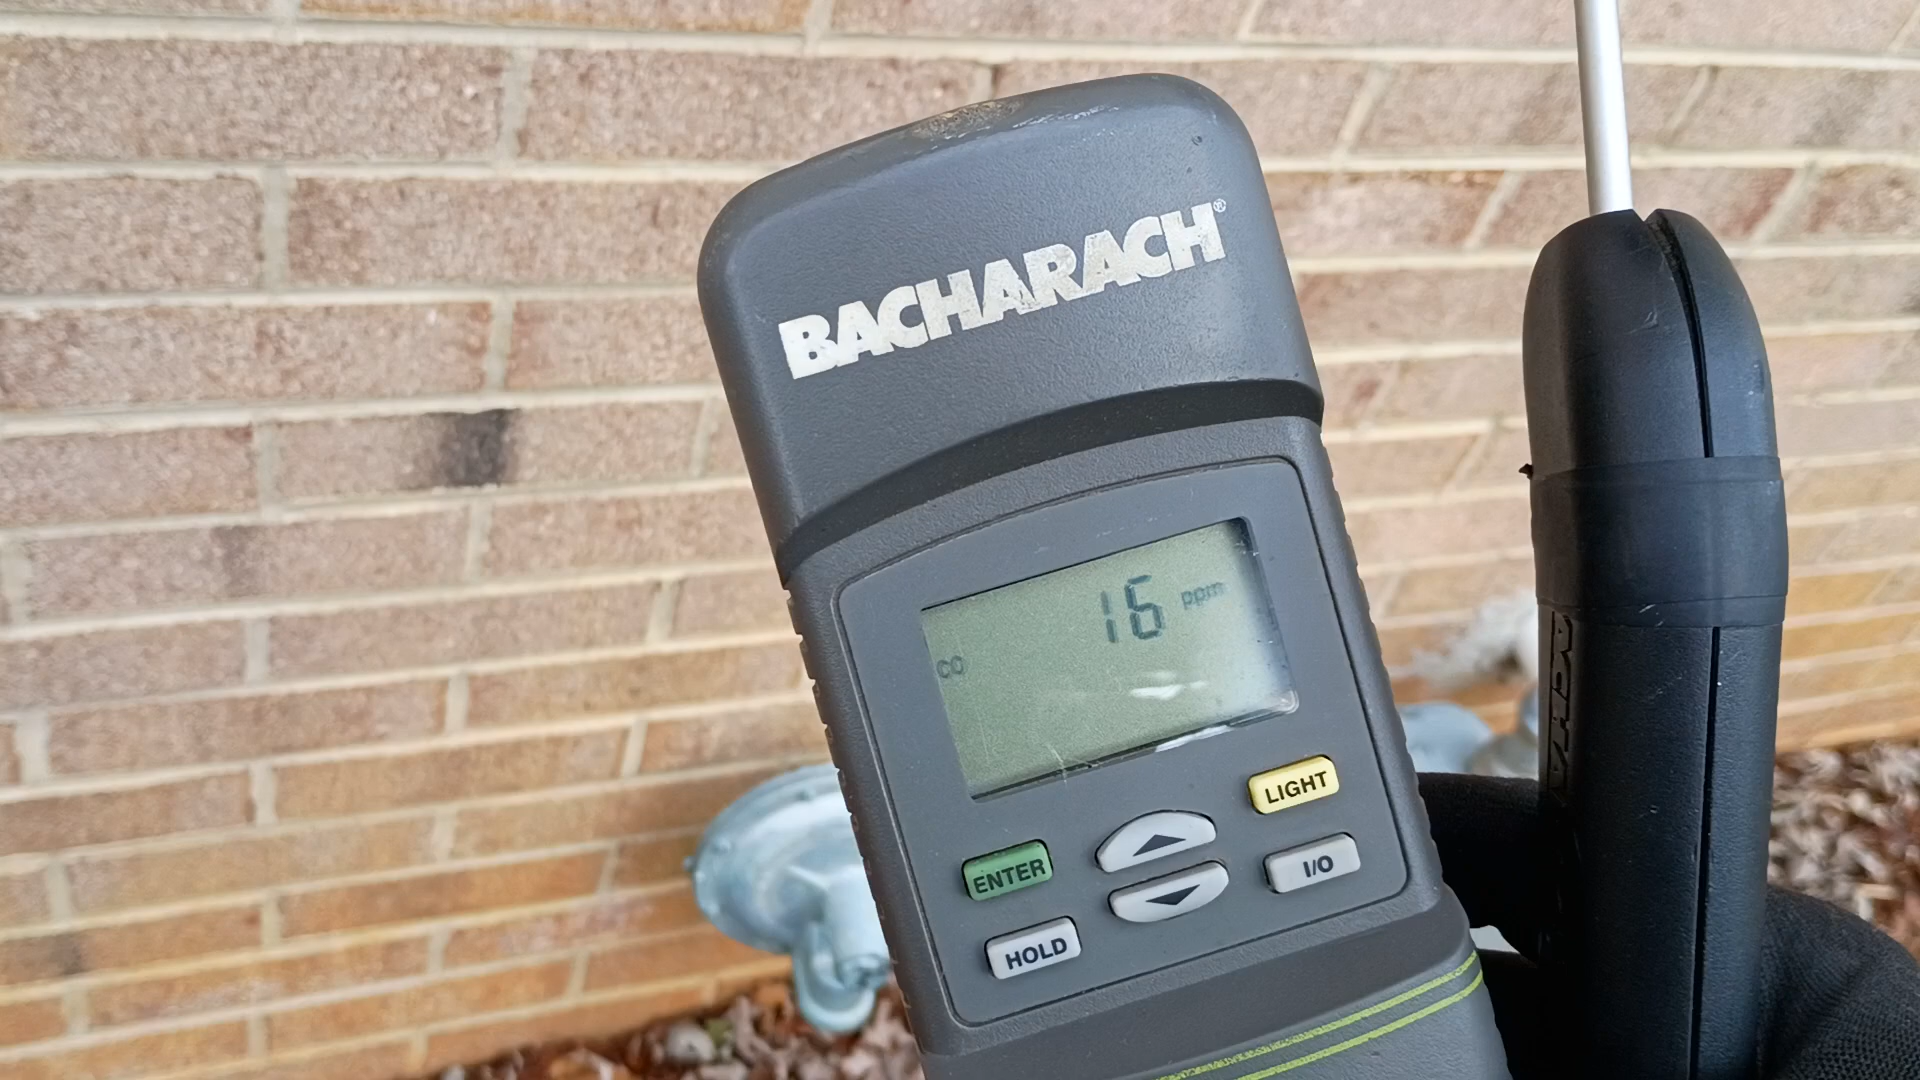 BACHARACH®
16 ppm
CO
LIGHT
ENTER
I/O
HOLD